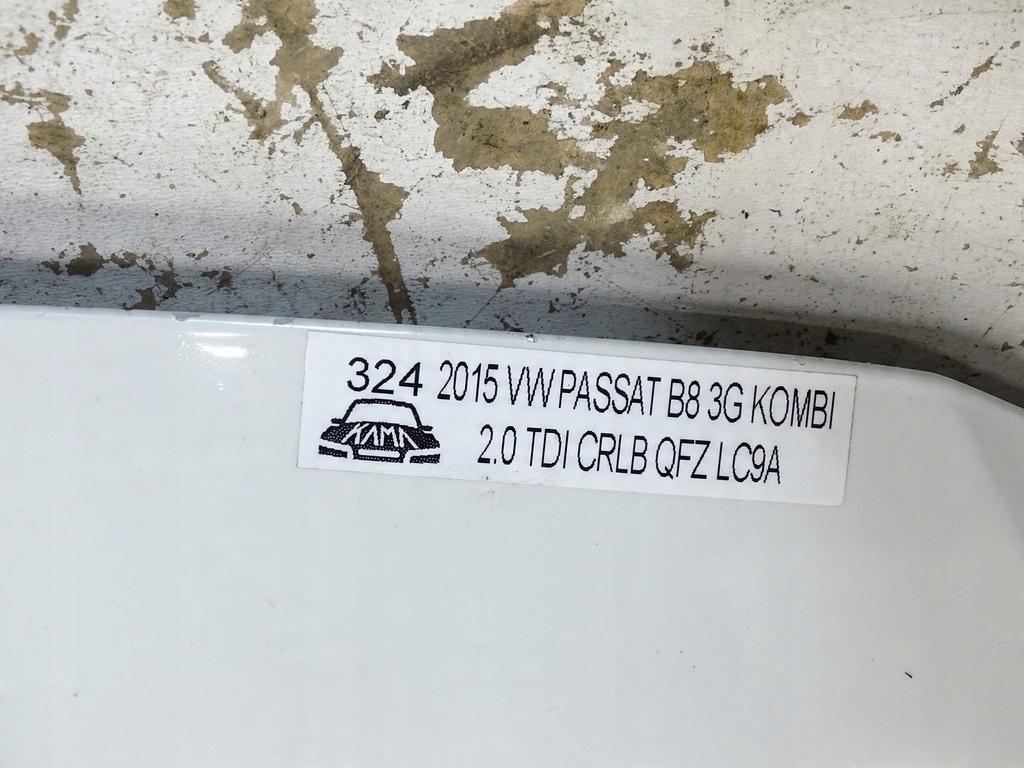 324 2015 VW PASSAT B8 3G KOMBI
KAMA
2.0 TDI CRLB QFZ LC9A